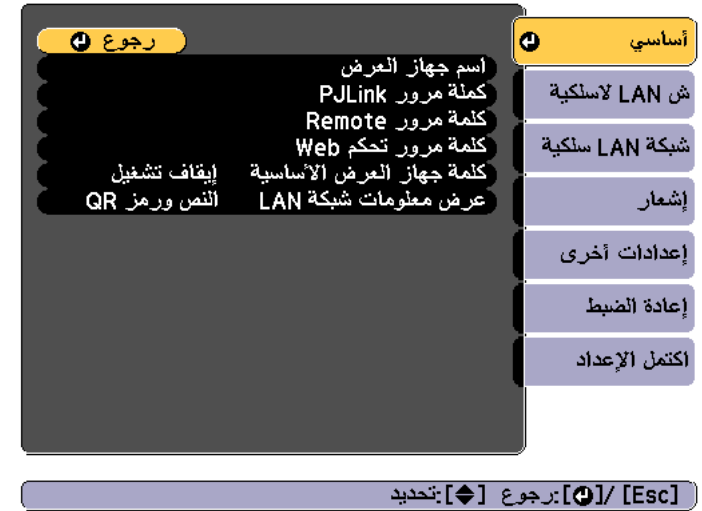 أساسي
ش LAN لاسلكية
شبكة LAN سلكية
إشعار
إعدادات أخرى
إعادة الضبط
اكتمل الإعداد
رجوع
اسم جهاز العرض
كملة مرور PJLink
كلمة مرور Remote
كلمة مرور تحكم Web
كلمة جهاز العرض الأساسية إيقاف تشغيل
عرض معلومات شبكة LAN النص ورمز QR
[Esc] /[⏎]:رجوع [◆]:تحديد